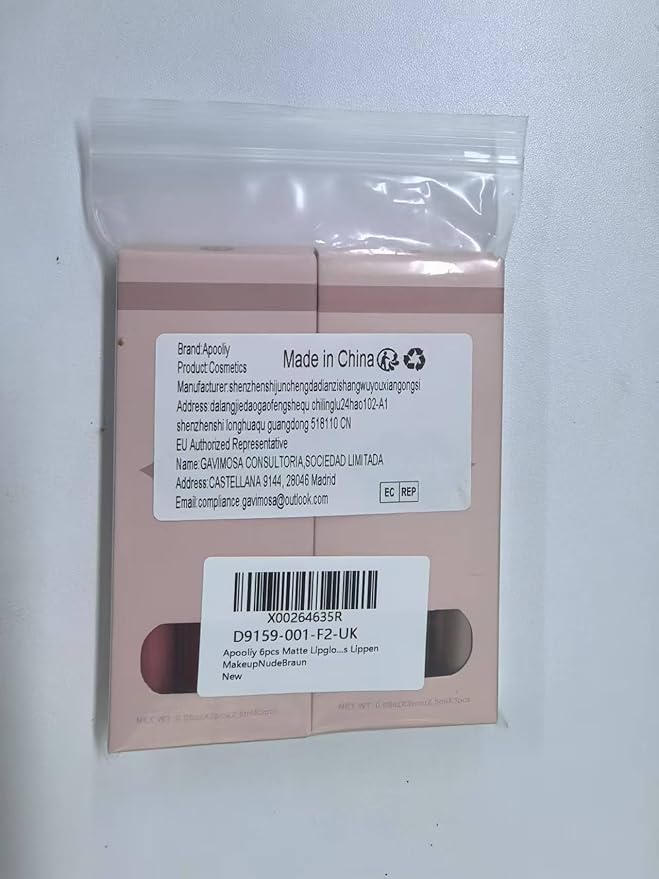 Brand:Apooliy
Product:Cosmetics
Made in China
Manufacturer:shenzhenshijunchengdadianzishangwuyouxiangongsi
Address:dalangjiedaogaofengshequ chilinglu24hao102-A1
shenzhenshi longhuaqu guangdong 518110 CN
EU Authorized Representative
Name:GAVIMOSA CONSULTORIA,SOCIEDAD LIMITADA
Address:CASTELLANA 9144, 28046 Madrid
Email:compliance.gavimosa@outlook.com
EC REP
X00264635R
D9159-001-F2-UK
Apooliy 6pcs Matte Lipglo...s Lippen
MakeupNudeBraun
New